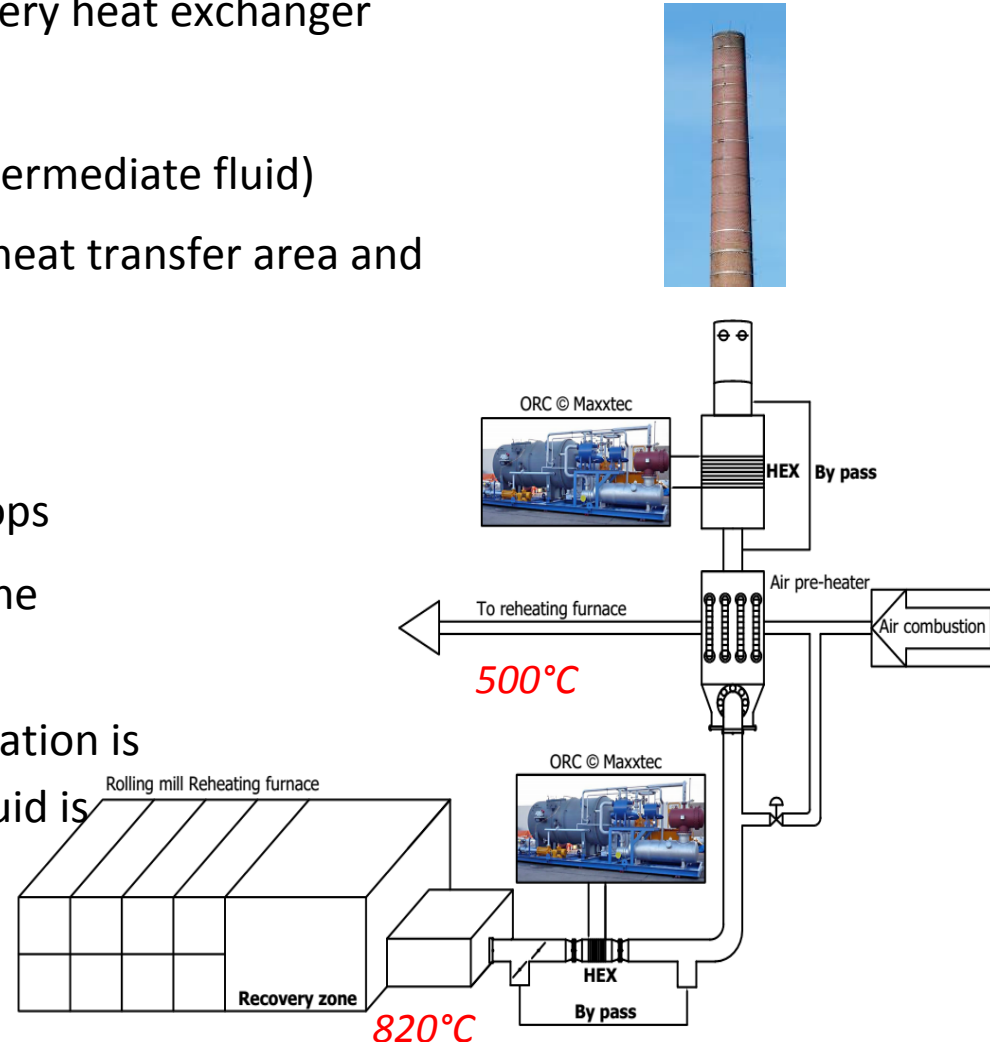 ery heat exchanger
termediate fluid)
heat transfer area and
ORC © Maxxtec
HEX By pass
ops
ne
Air pre-heater
To reheating furnace
Air combustion
500°C
ation is
ORC © Maxxtec
Rolling mill Reheating furnace
uid is
HEX
Recovery zone
By pass
820°C